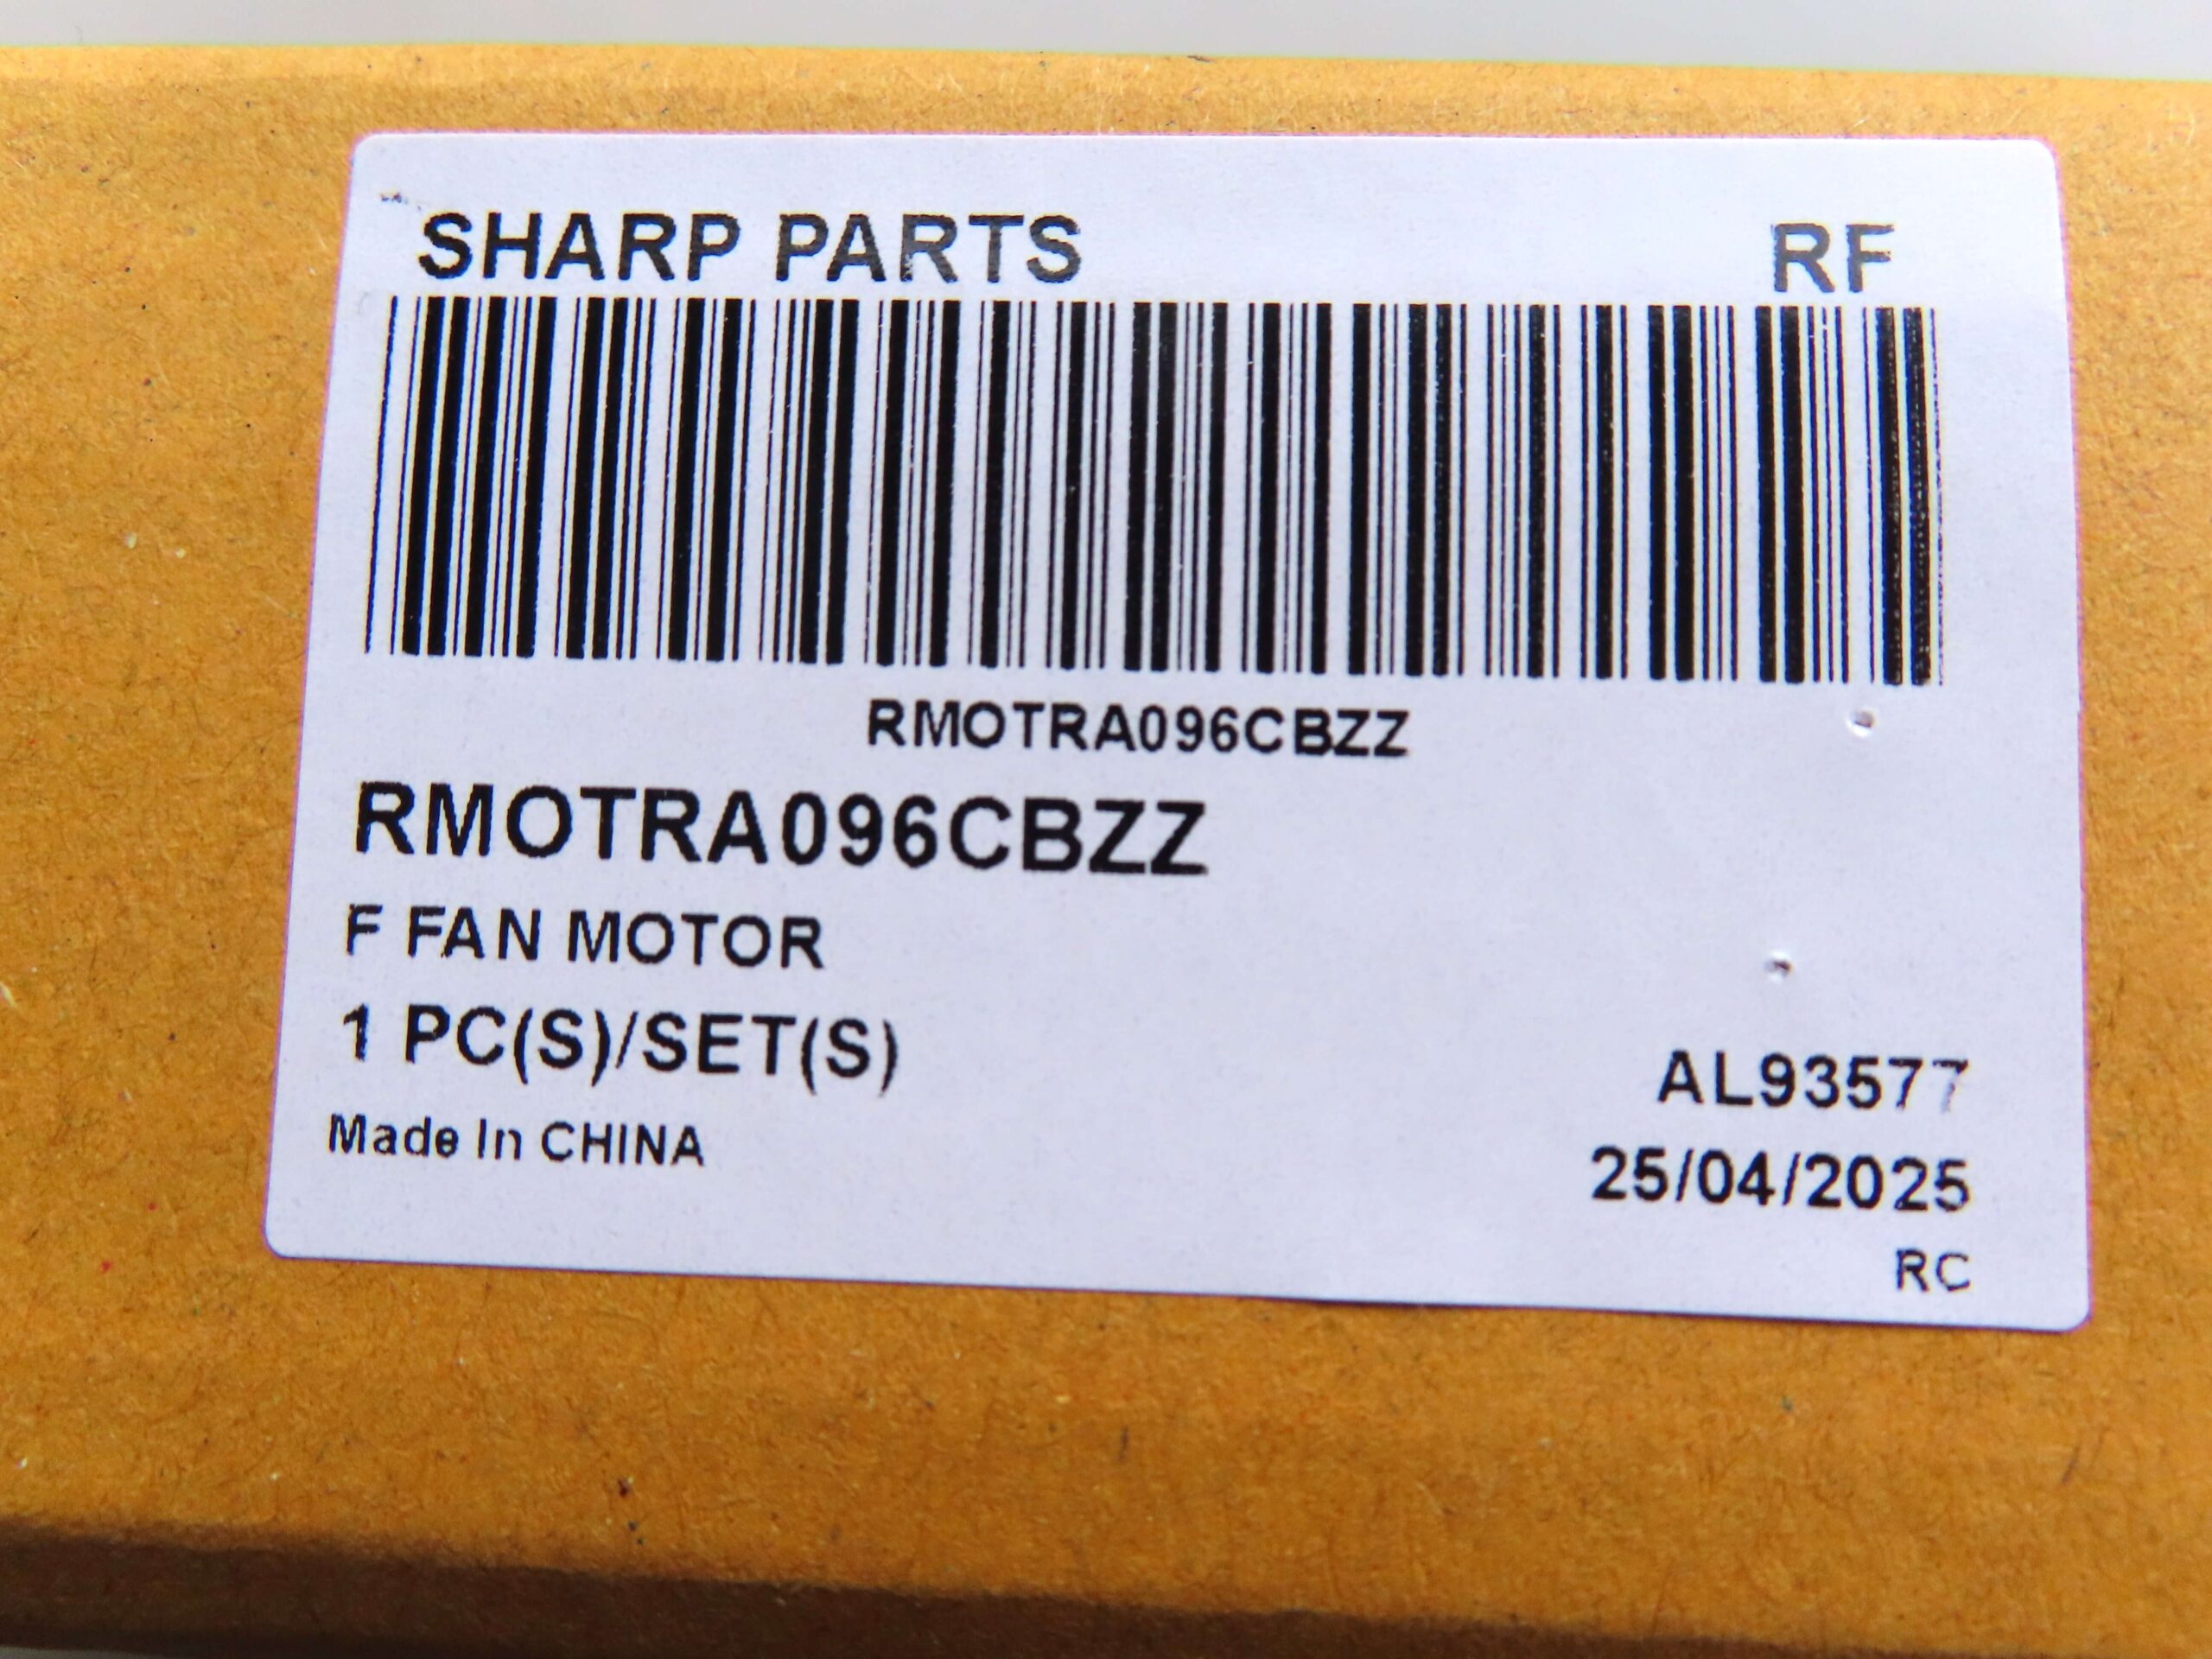 SHARP PARTS RF
RMOTRA096CBZZ
RMOTRA096CBZZ
F FAN MOTOR
1 PC(S)/SET(S)
Made In CHINA
AL93577
25/04/2025
RC